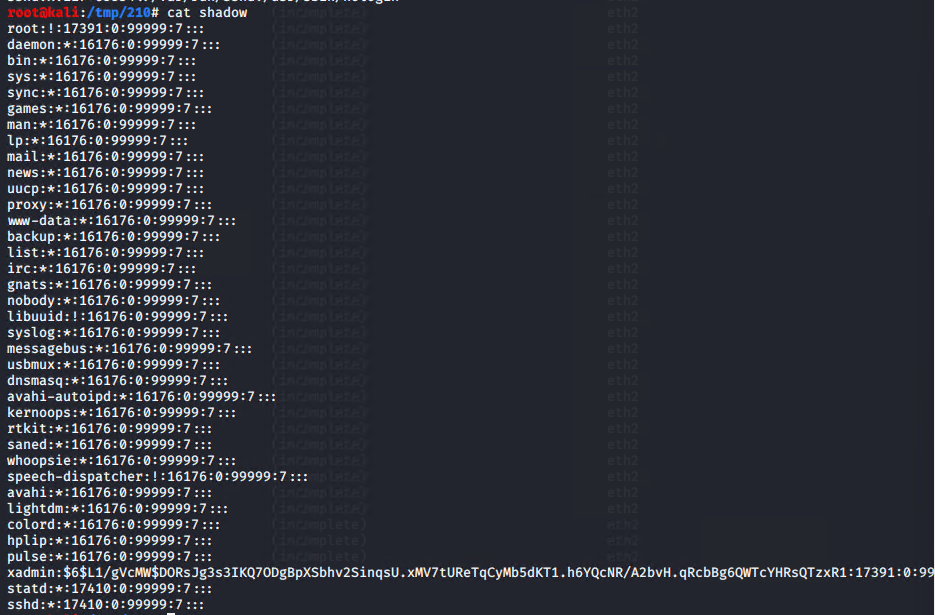 root@kali:/tmp/210# cat shadow
root:!:17391:0:99999:7:::
daemon:*:16176:0:99999:7:::
bin:*:16176:0:99999:7:::
sys:*:16176:0:99999:7:::
sync:*:16176:0:99999:7:::
games:*:16176:0:99999:7:::
man:*:16176:0:99999:7:::
lp:*:16176:0:99999:7:::
mail:*:16176:0:99999:7:::
news:*:16176:0:99999:7:::
uucp:*:16176:0:99999:7:::
proxy:*:16176:0:99999:7:::
www-data:*:16176:0:99999:7:::
backup:*:16176:0:99999:7:::
list:*:16176:0:99999:7:::
irc:*:16176:0:99999:7:::
gnats:*:16176:0:99999:7:::
nobody:*:16176:0:99999:7:::
libuuid:!:16176:0:99999:7:::
syslog:*:16176:0:99999:7:::
messagebus:*:16176:0:99999:7:::
usbmux:*:16176:0:99999:7:::
dnsmasq:*:16176:0:99999:7:::
avahi-autoipd:*:16176:0:99999:7:::
kernoops:*:16176:0:99999:7:::
rtkit:*:16176:0:99999:7:::
saned:*:16176:0:99999:7:::
whoopsie:*:16176:0:99999:7:::
speech-dispatcher:!:16176:0:99999:7:::
avahi:*:16176:0:99999:7:::
lightdm:*:16176:0:99999:7:::
colord:*:16176:0:99999:7:::
hplip:*:16176:0:99999:7:::
pulse:*:16176:0:99999:7:::
xadmin:$6$L1/gVcMW$DORsJg3s3IKQ7ODgBpXSbhv2SinqsU.xMV7tUReTqCyMb5dKT1.h6YQcNR/A2bvH.qRcbBg6QWTcYHRsQTzxR1:17391:0:99
statd:*:17410:0:99999:7:::
sshd:*:17410:0:99999:7:::